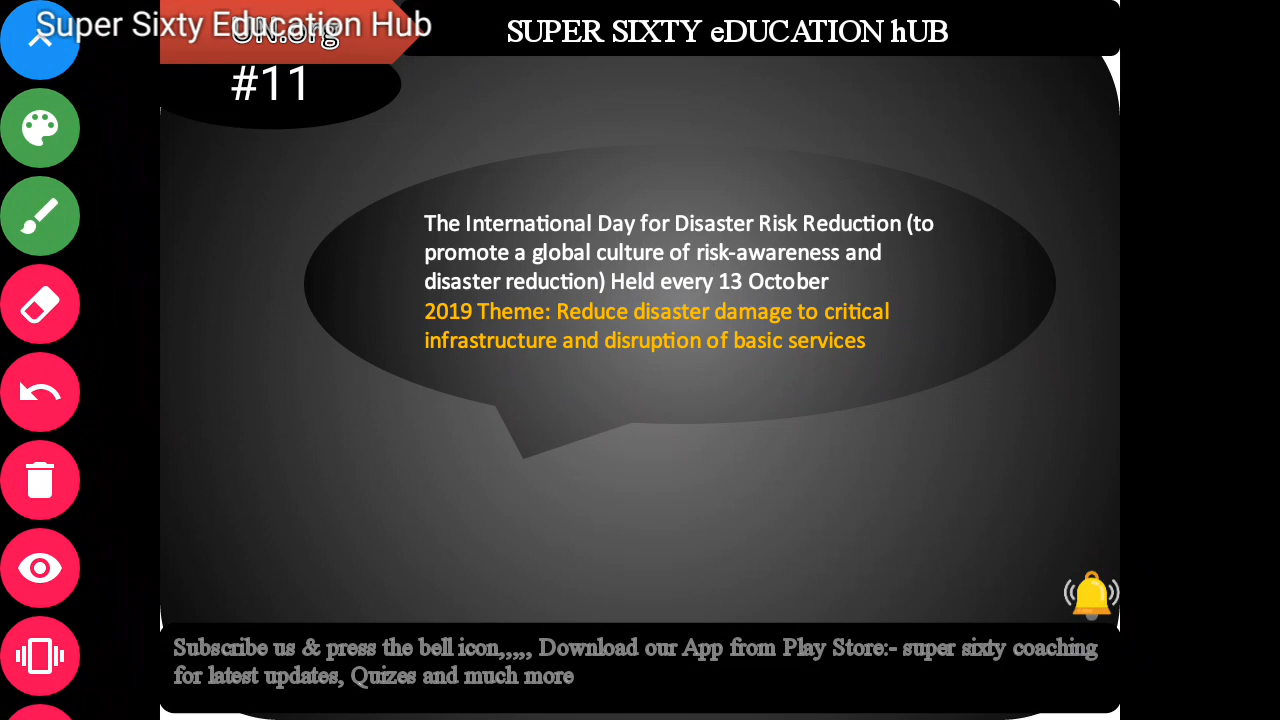 Super Sixty Education Hub
UN.org
SUPER SIXTY eDUCATION hUB
#11
The International Day for Disaster Risk Reduction (to
promote a global culture of risk-awareness and
disaster reduction) Held every 13 October
2019 Theme: Reduce disaster damage to critical
infrastructure and disruption of basic services
Subscribe us & press the bell icon,,,,, Download our App from Play Store:- super sixty coaching
for latest updates, Quizes and much more